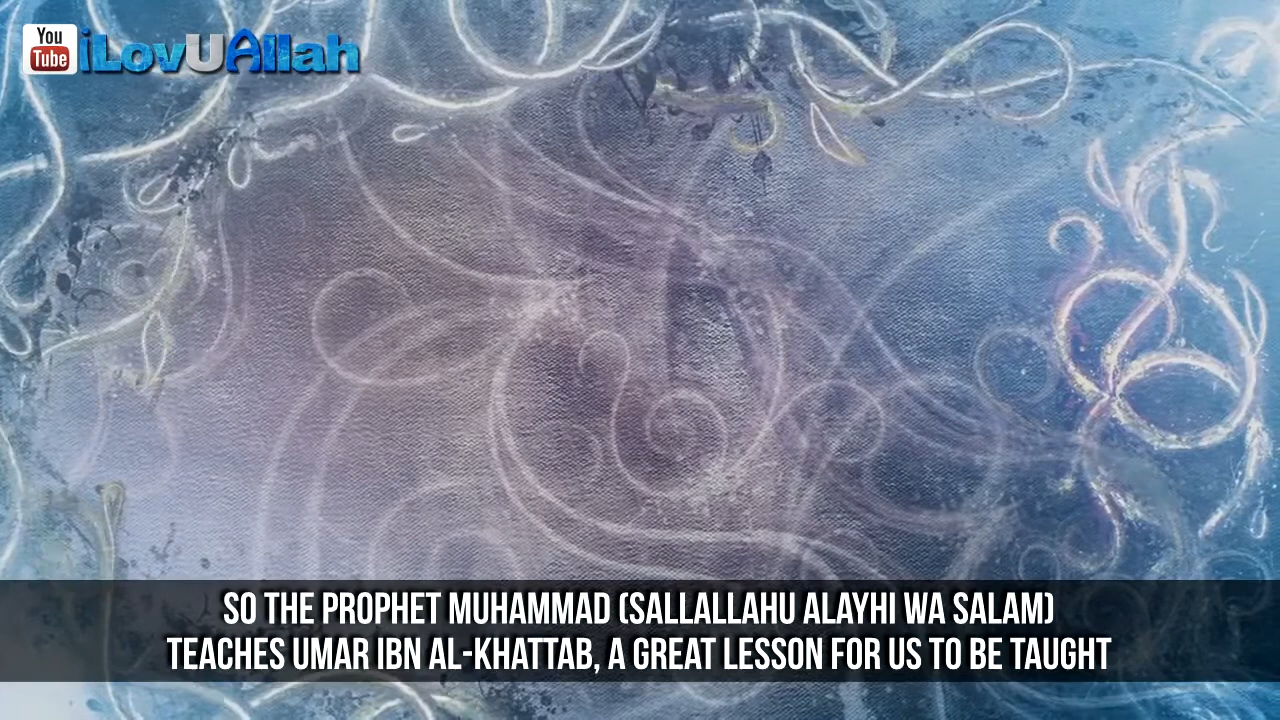 You
Tube
iLovUAllah
SO THE PROPHET MUHAMMAD (SALLALLAHU ALAYHI WA SALAM)
TEACHES UMAR IBN AL-KHATTAB, A GREAT LESSON FOR US TO BE TAUGHT